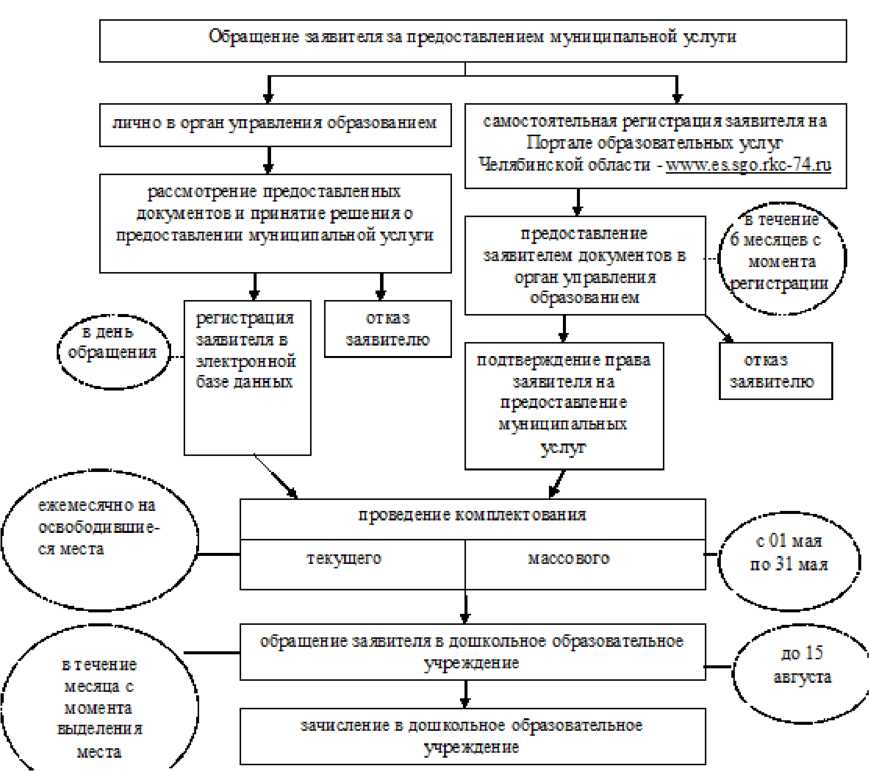 Обращение заявителя за предоставлением муниципальной услуги
лично в орган управления образованием
самостоятельная регистрация заявителя на
Портале образовательных услуг
Челябинской области - www.es.sgo.rkc-74.ru
рассмотрение предоставленных
документов и принятие решения о
предоставлении муниципальной услуги
предоставление
заявителем документов в
орган управления
образованием
в течение
6 месяцев с
момента
регистрации
в день
обращения
регистрация
заявителя в
электронной
базе данных
отказ
заявителю
подтверждение права
заявителя на
предоставление
муниципальных
услуг
отказ
заявителю
ежемесячно на
освободившие-
ся места
проведение комплектования
текущего
массового
с 01 мая
по 31 мая
в течение
месяца с
момента
выделения
места
обращение заявителя в дошкольное образовательное
учреждение
до 15
августа
зачисление в дошкольное образовательное
учреждение